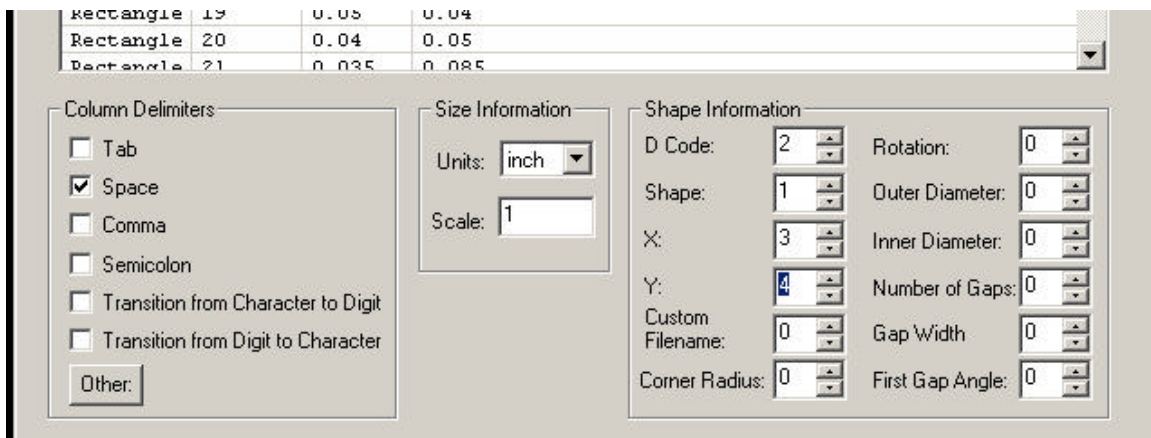 Rectangle 19 0.05 0.04
Rectangle 20 0.04 0.05
Rectangle 21 0.035 0.085
Column Delimiters
Tab
Space
Comma
Semicolon
Transition from Character to Digit
Transition from Digit to Character
Other:
Size Information
Units: inch
Scale: 1
Shape Information
D Code: 2
Shape: 1
X: 3
Y: 4
Custom
Filename: 0
Corner Radius: 0
Rotation: 0
Outer Diameter: 0
Inner Diameter: 0
Number of Gaps: 0
Gap Width 0
First Gap Angle: 0